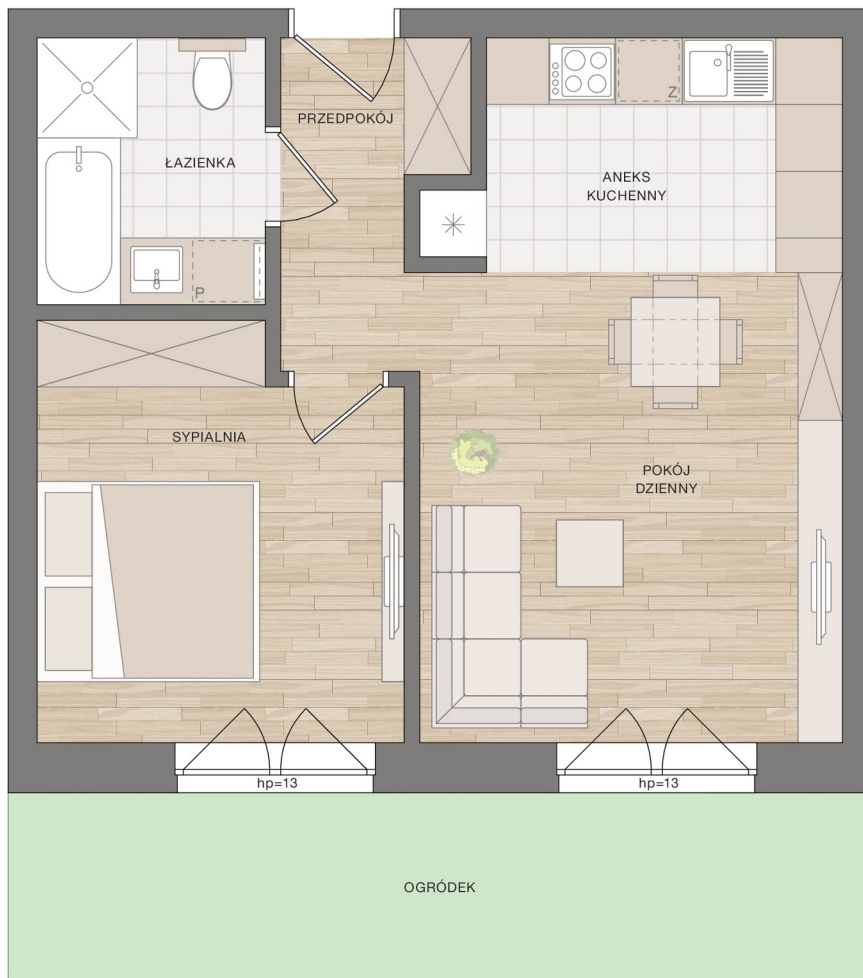 PRZEDPOKÓJ
ŁAZIENKA
ANEKS
KUCHENNY
Z
P
SYPIALNIA
POKÓJ
DZIENNY
hp=13
hp=13
OGRÓDEK